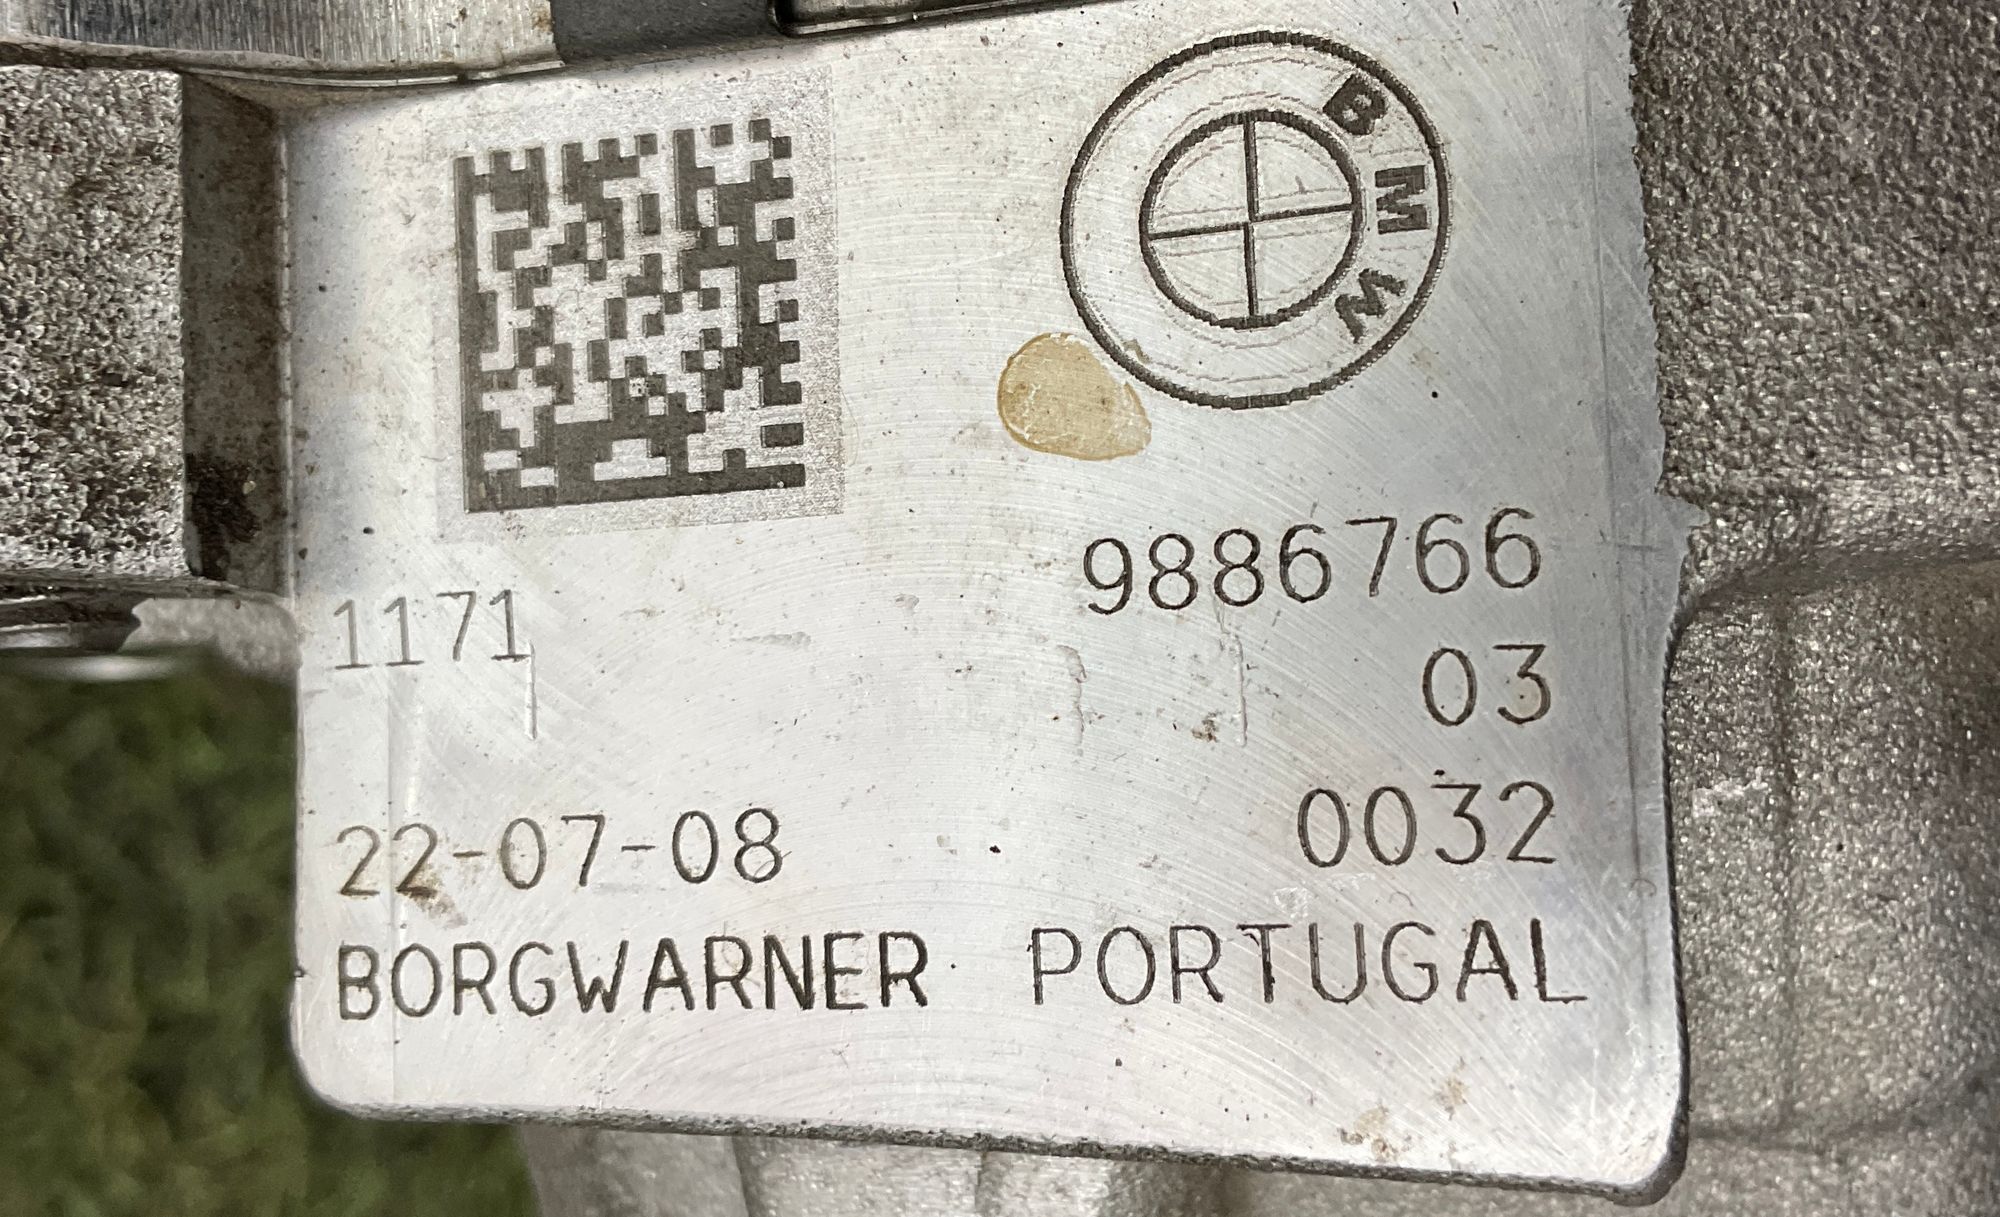 BMW
9886766
1171
03
22-07-08 0032
BORGWARNER PORTUGAL